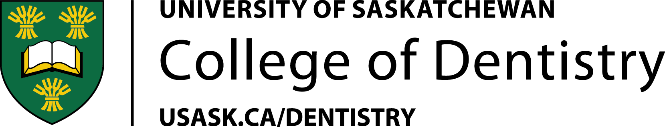 UNIVERSITY OF SASKATCHEWAN
College of Dentistry
USASK.CA/DENTISTRY